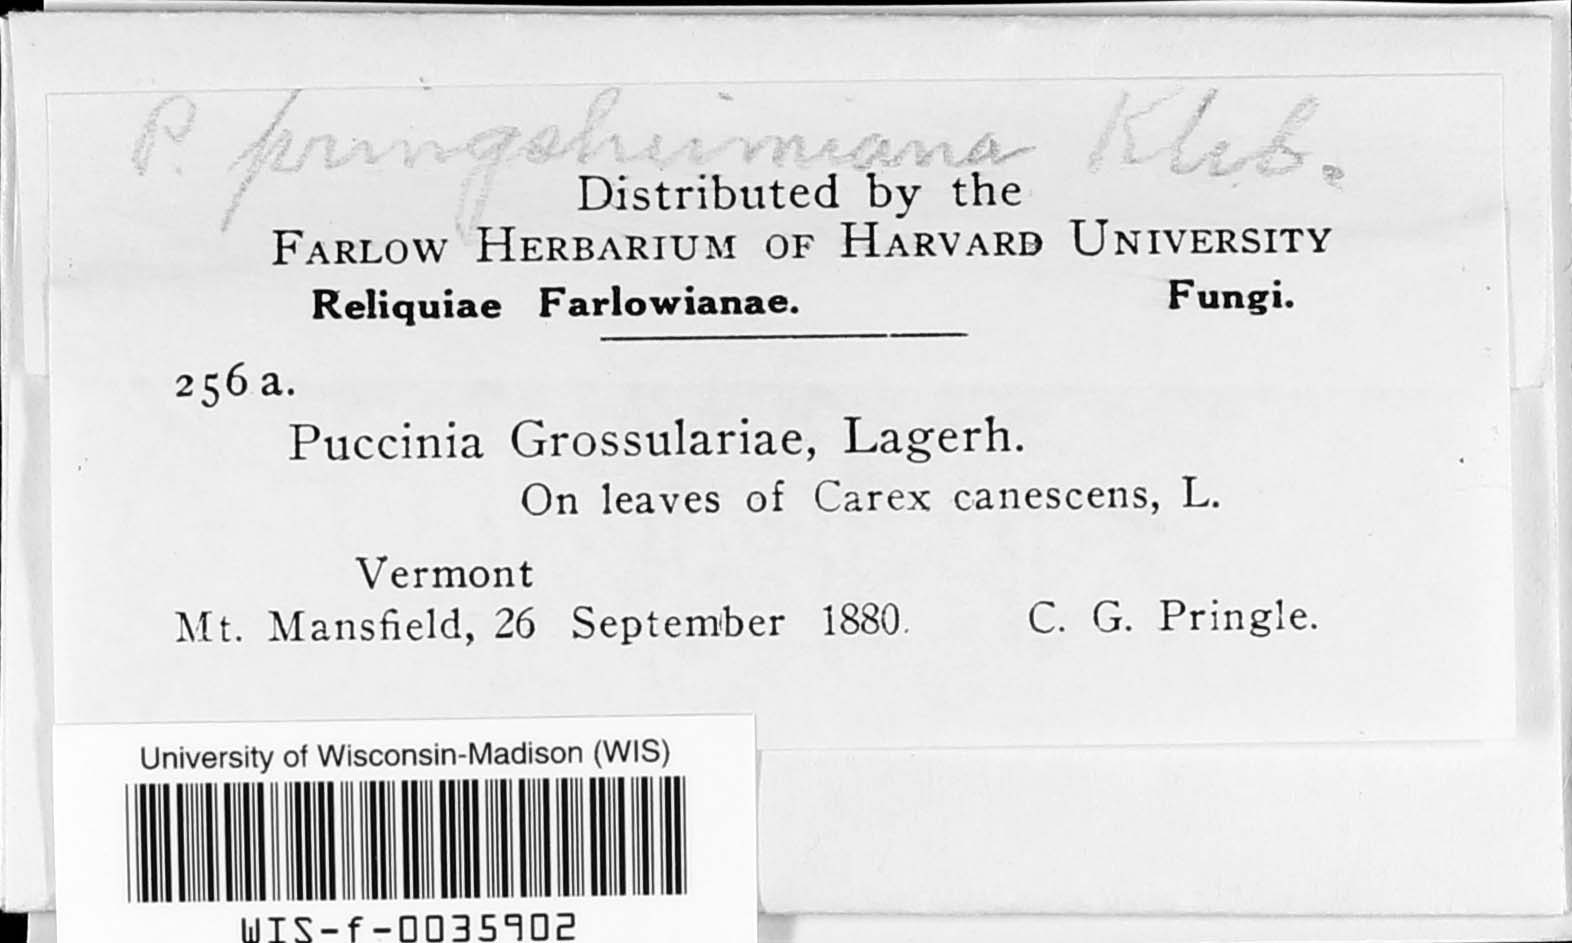 P. pringsheimiana Kleb.
Distributed by the
FARLOW HERBARIUM OF HARVARD UNIVERSITY
Reliquiae Farlowianae. Fungi.
256 a.
Puccinia Grossulariae, Lagerh.
On leaves of Carex canescens, L.
Vermont
Mt. Mansfield, 26 September 1880. C. G. Pringle.
University of Wisconsin-Madison (WIS)
WIS-f-0035902